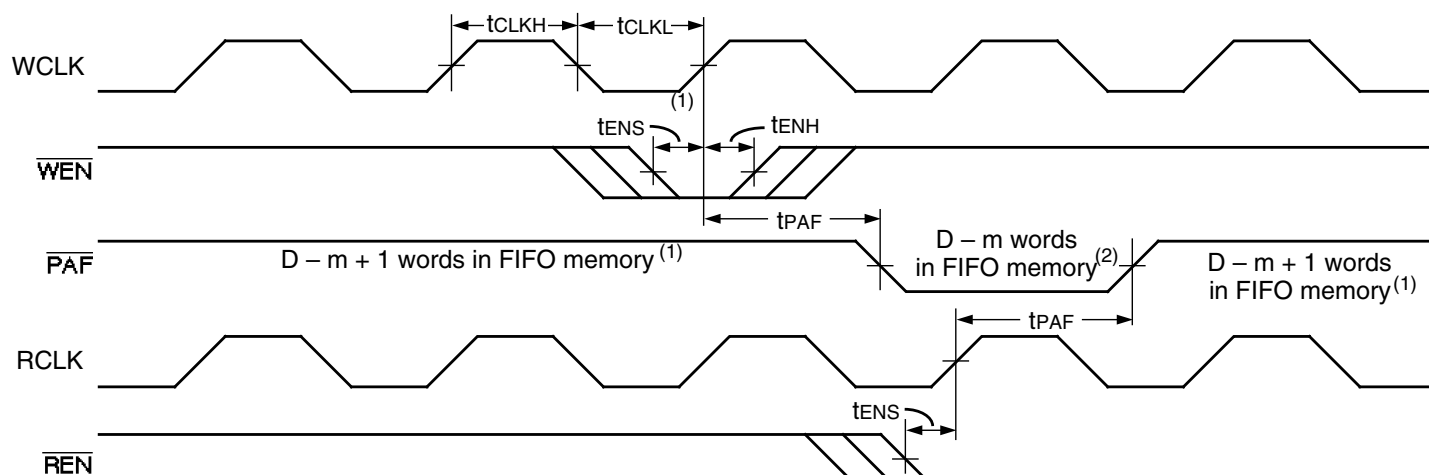 tCLKH
tCLKL
WCLK
(1)
tENS
tENH
WEN
tPAF
PAF
D – m + 1 words in FIFO memory(1)
D – m words
in FIFO memory(2)
D – m + 1 words
in FIFO memory(1)
tPAF
RCLK
tENS
REN